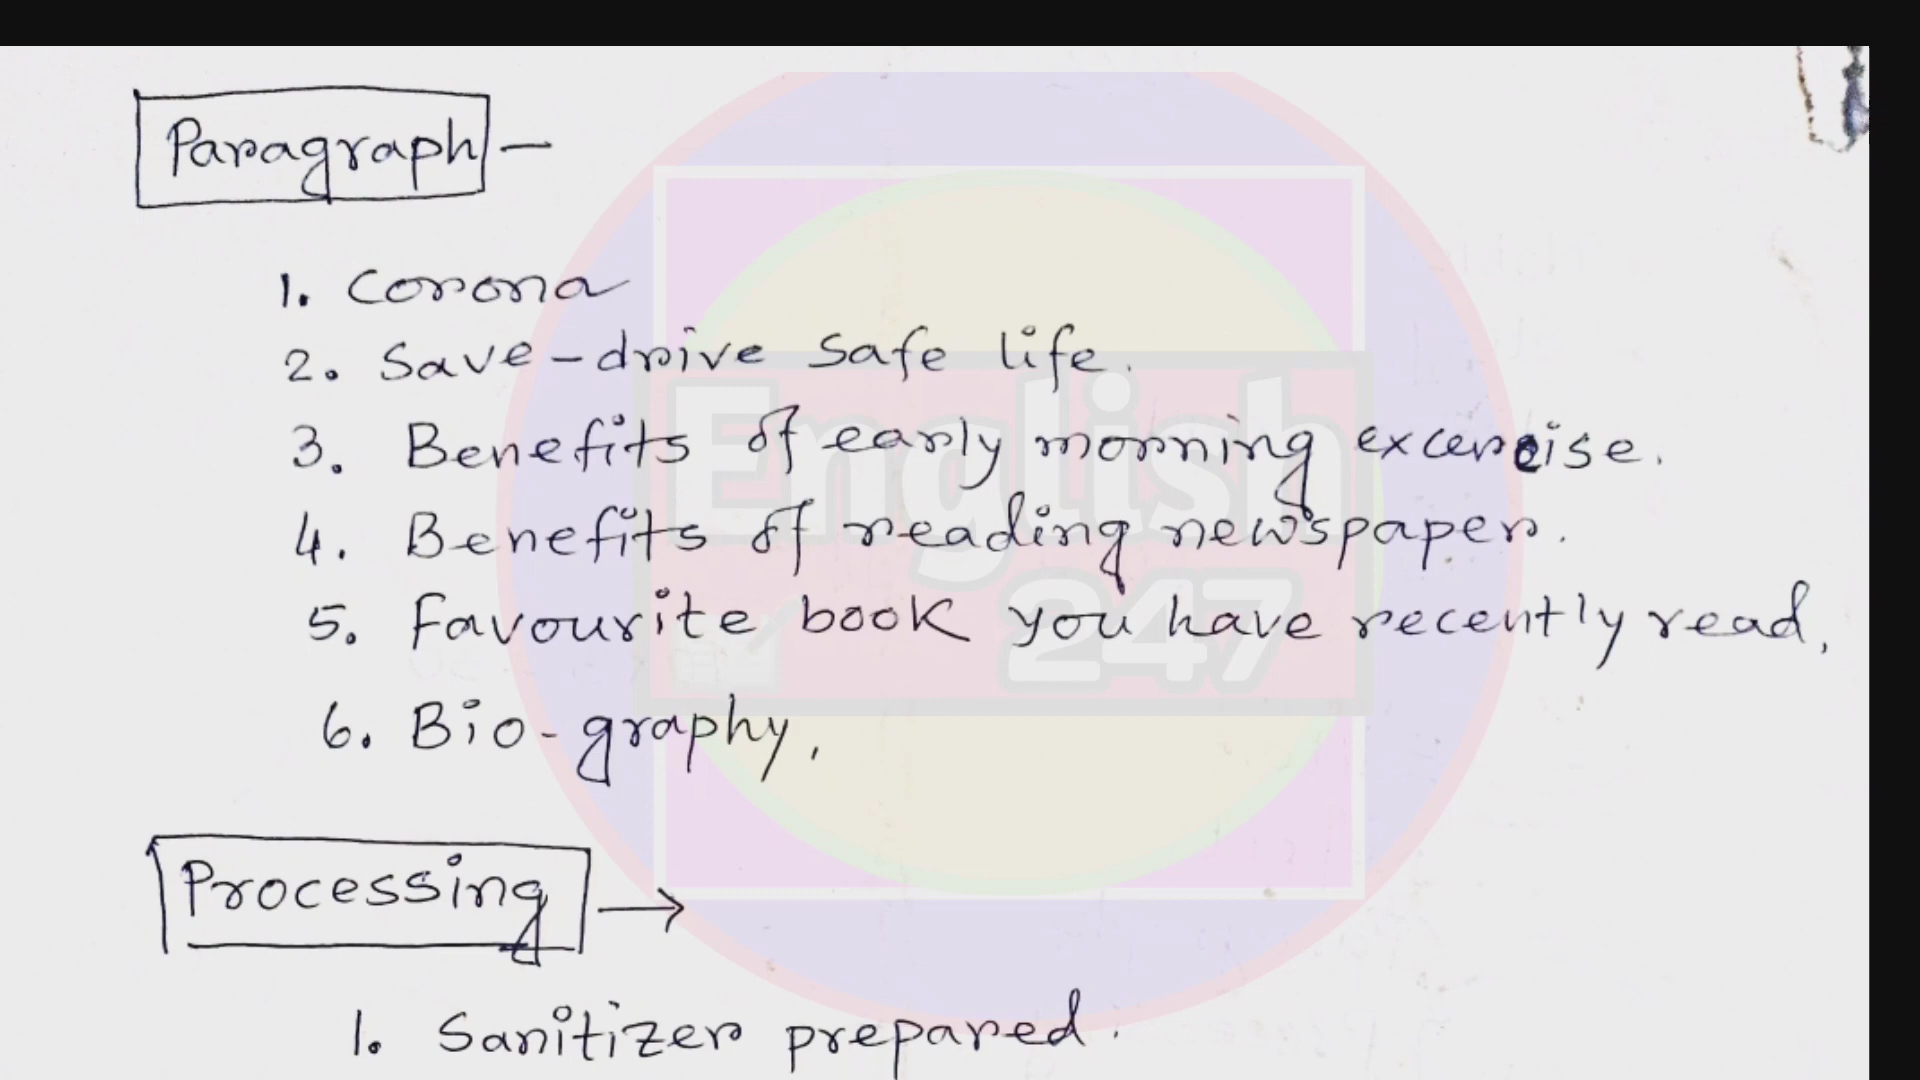 Paragraph —
1. Corona
2. Save-drive safe life.
3. Benefits of early morning excercise.
4. Benefits of reading newspaper.
5. Favourite book you have recently read.
6. Bio-graphy.
Processing →
1. Sanitizer prepared.
English
247